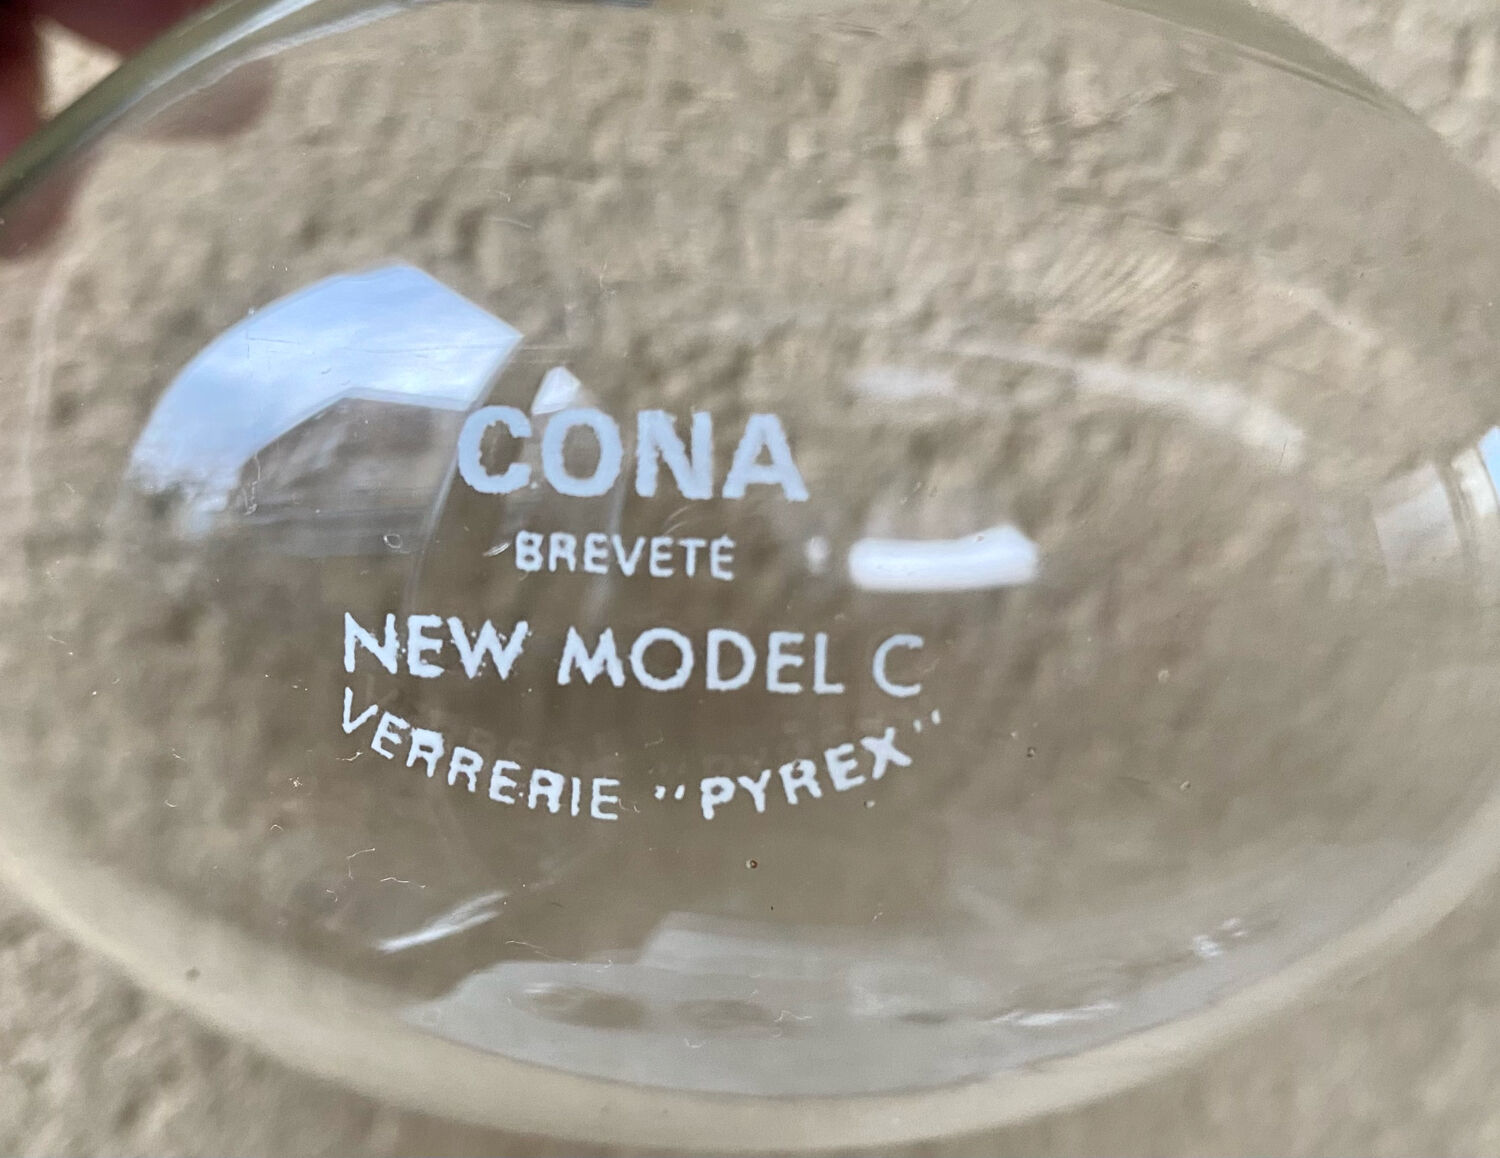 CONA
BREVETÉ
NEW MODEL C
VERRERIE "PYREX"